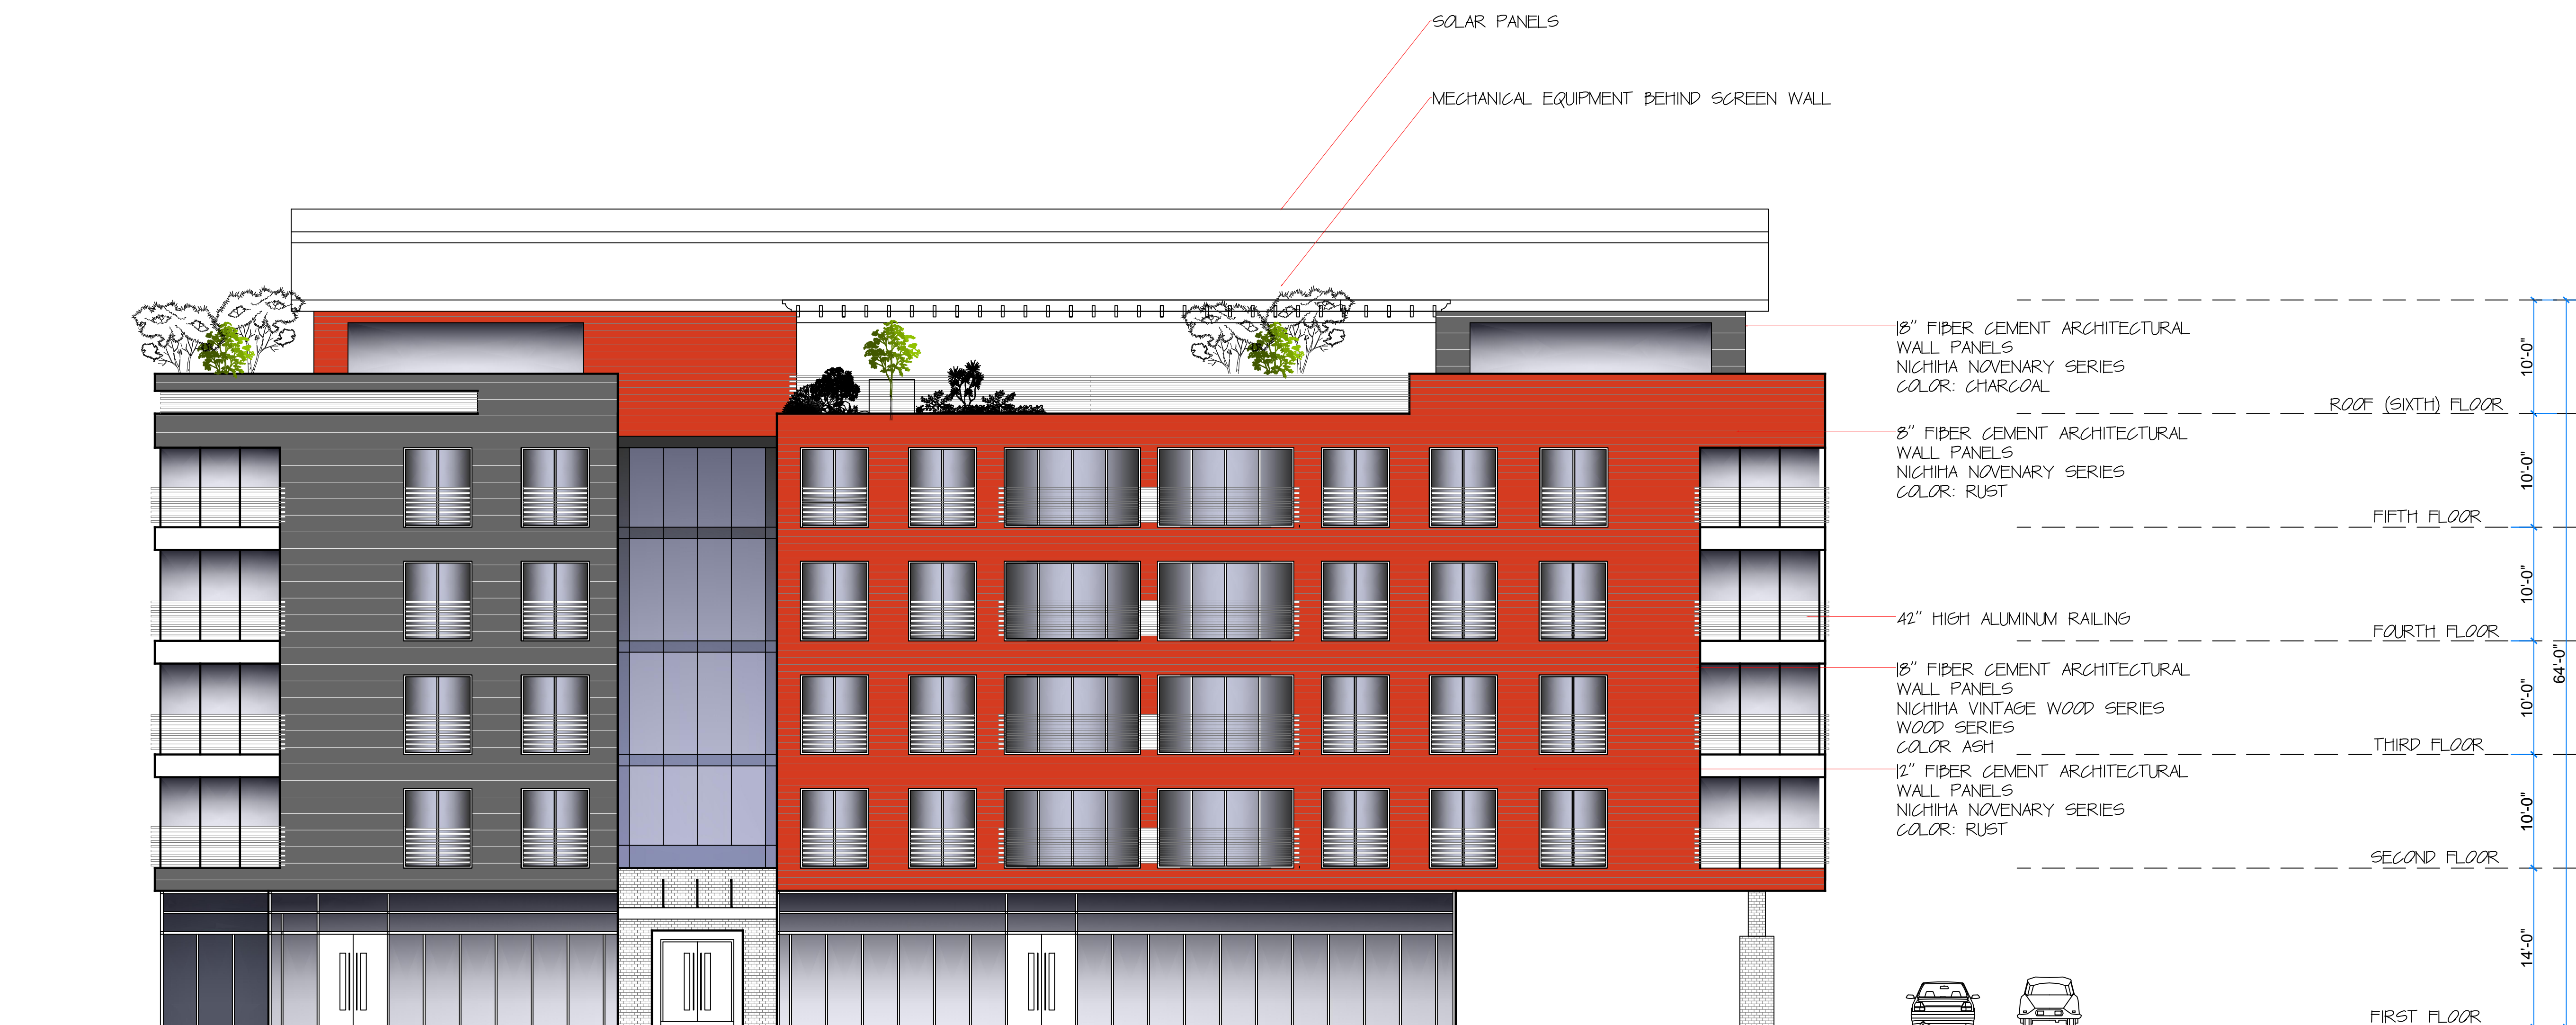 SOLAR PANELS
MECHANICAL EQUIPMENT BEHIND SCREEN WALL
18" FIBER CEMENT ARCHITECTURAL
WALL PANELS
NICHIHA NOVENARY SERIES
COLOR: CHARCOAL
10'-0"
ROOF (SIXTH) FLOOR
8" FIBER CEMENT ARCHITECTURAL
WALL PANELS
NICHIHA NOVENARY SERIES
COLOR: RUST
10'-0"
FIFTH FLOOR
10'-0"
42" HIGH ALUMINUM RAILING
FOURTH FLOOR
64'-0"
18" FIBER CEMENT ARCHITECTURAL
WALL PANELS
NICHIHA VINTAGE WOOD SERIES
WOOD SERIES
COLOR ASH
10'-0"
THIRD FLOOR
12" FIBER CEMENT ARCHITECTURAL
WALL PANELS
NICHIHA NOVENARY SERIES
COLOR: RUST
10'-0"
SECOND FLOOR
14'-0"
FIRST FLOOR